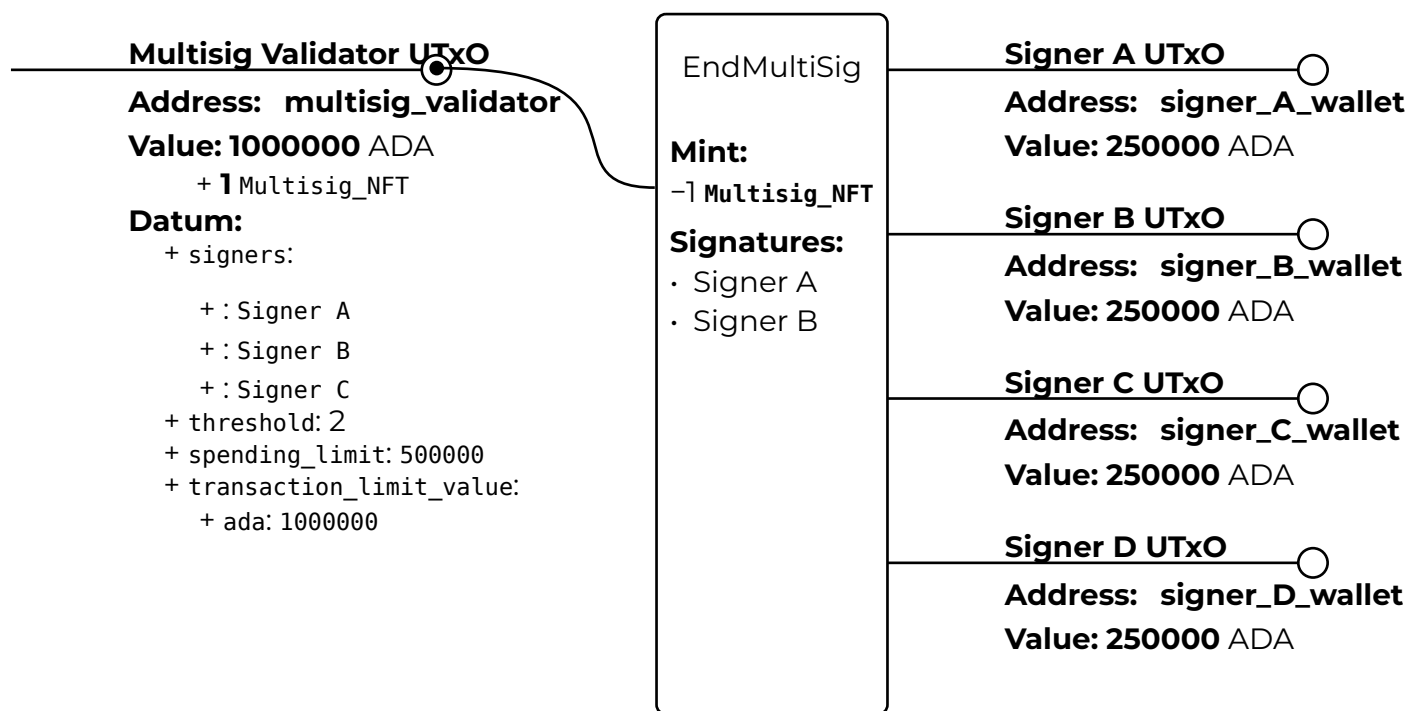 Multisig Validator UTxO
Address: multisig_validator
Value: 1000000 ADA
+ 1 Multisig_NFT
Datum:
+ signers:
+ : Signer A
+ : Signer B
+ : Signer C
+ threshold: 2
+ spending_limit: 500000
+ transaction_limit_value:
+ ada: 1000000
EndMultiSig
Mint:
−1 Multisig_NFT
Signatures:
· Signer A
· Signer B
Signer A UTxO
Address: signer_A_wallet
Value: 250000 ADA
Signer B UTxO
Address: signer_B_wallet
Value: 250000 ADA
Signer C UTxO
Address: signer_C_wallet
Value: 250000 ADA
Signer D UTxO
Address: signer_D_wallet
Value: 250000 ADA